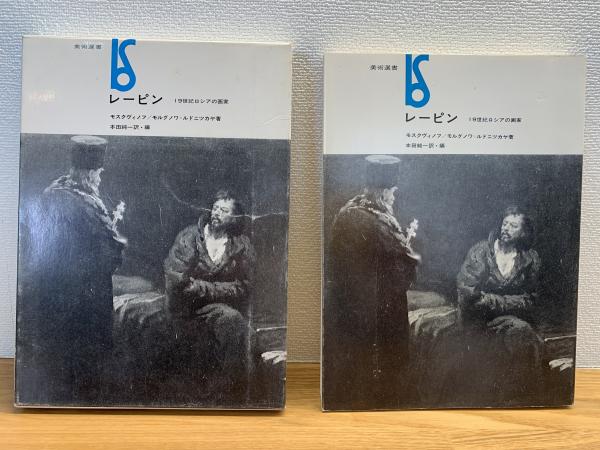 美術選書
レーピン 19世紀ロシアの画家
モスクヴィノフ/モルグノワ・ルドニツカヤ著
本田純一訳・編
美術選書
レーピン 19世紀ロシアの画家
モスクヴィノフ/モルグノワ・ルドニツカヤ著
本田純一訳・編